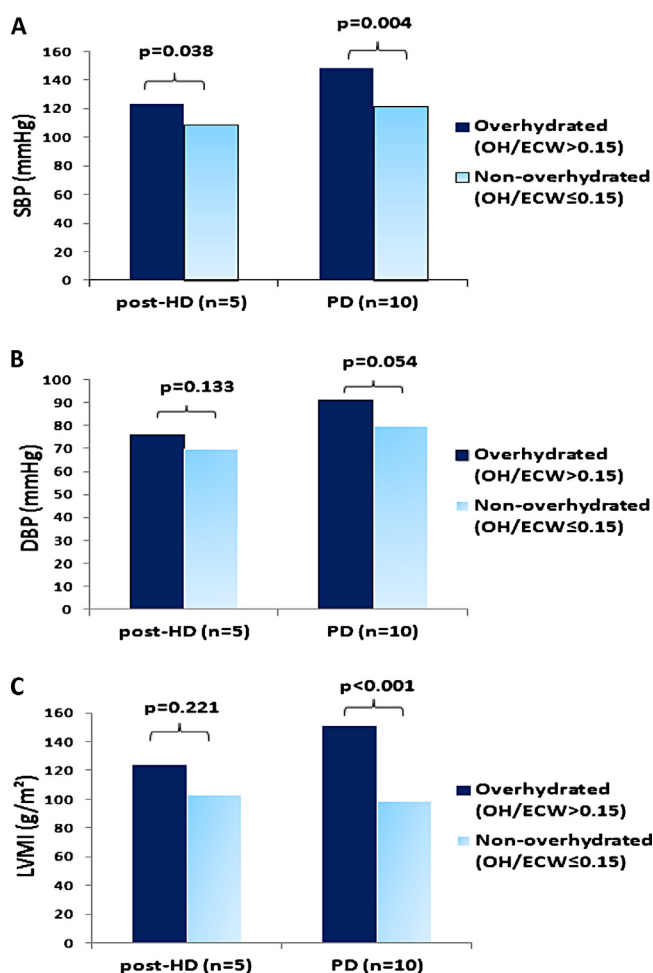 A
p=0.038
p=0.004
160
140
120
100
80
60
40
20
0
SBP (mmHg)
post-HD (n=5)
PD (n=10)
Overhydrated
(OH/ECW>0.15)
Non-overhydrated
(OH/ECW≤0.15)
B
p=0.133
p=0.054
100
90
80
70
60
50
40
30
20
10
0
DBP (mmHg)
post-HD (n=5)
PD (n=10)
Overhydrated
(OH/ECW>0.15)
Non-overhydrated
(OH/ECW≤0.15)
C
p=0.221
p<0.001
160
140
120
100
80
60
40
20
0
LVMI (g/m²)
post-HD (n=5)
PD (n=10)
Overhydrated
(OH/ECW>0.15)
Non-overhydrated
(OH/ECW≤0.15)